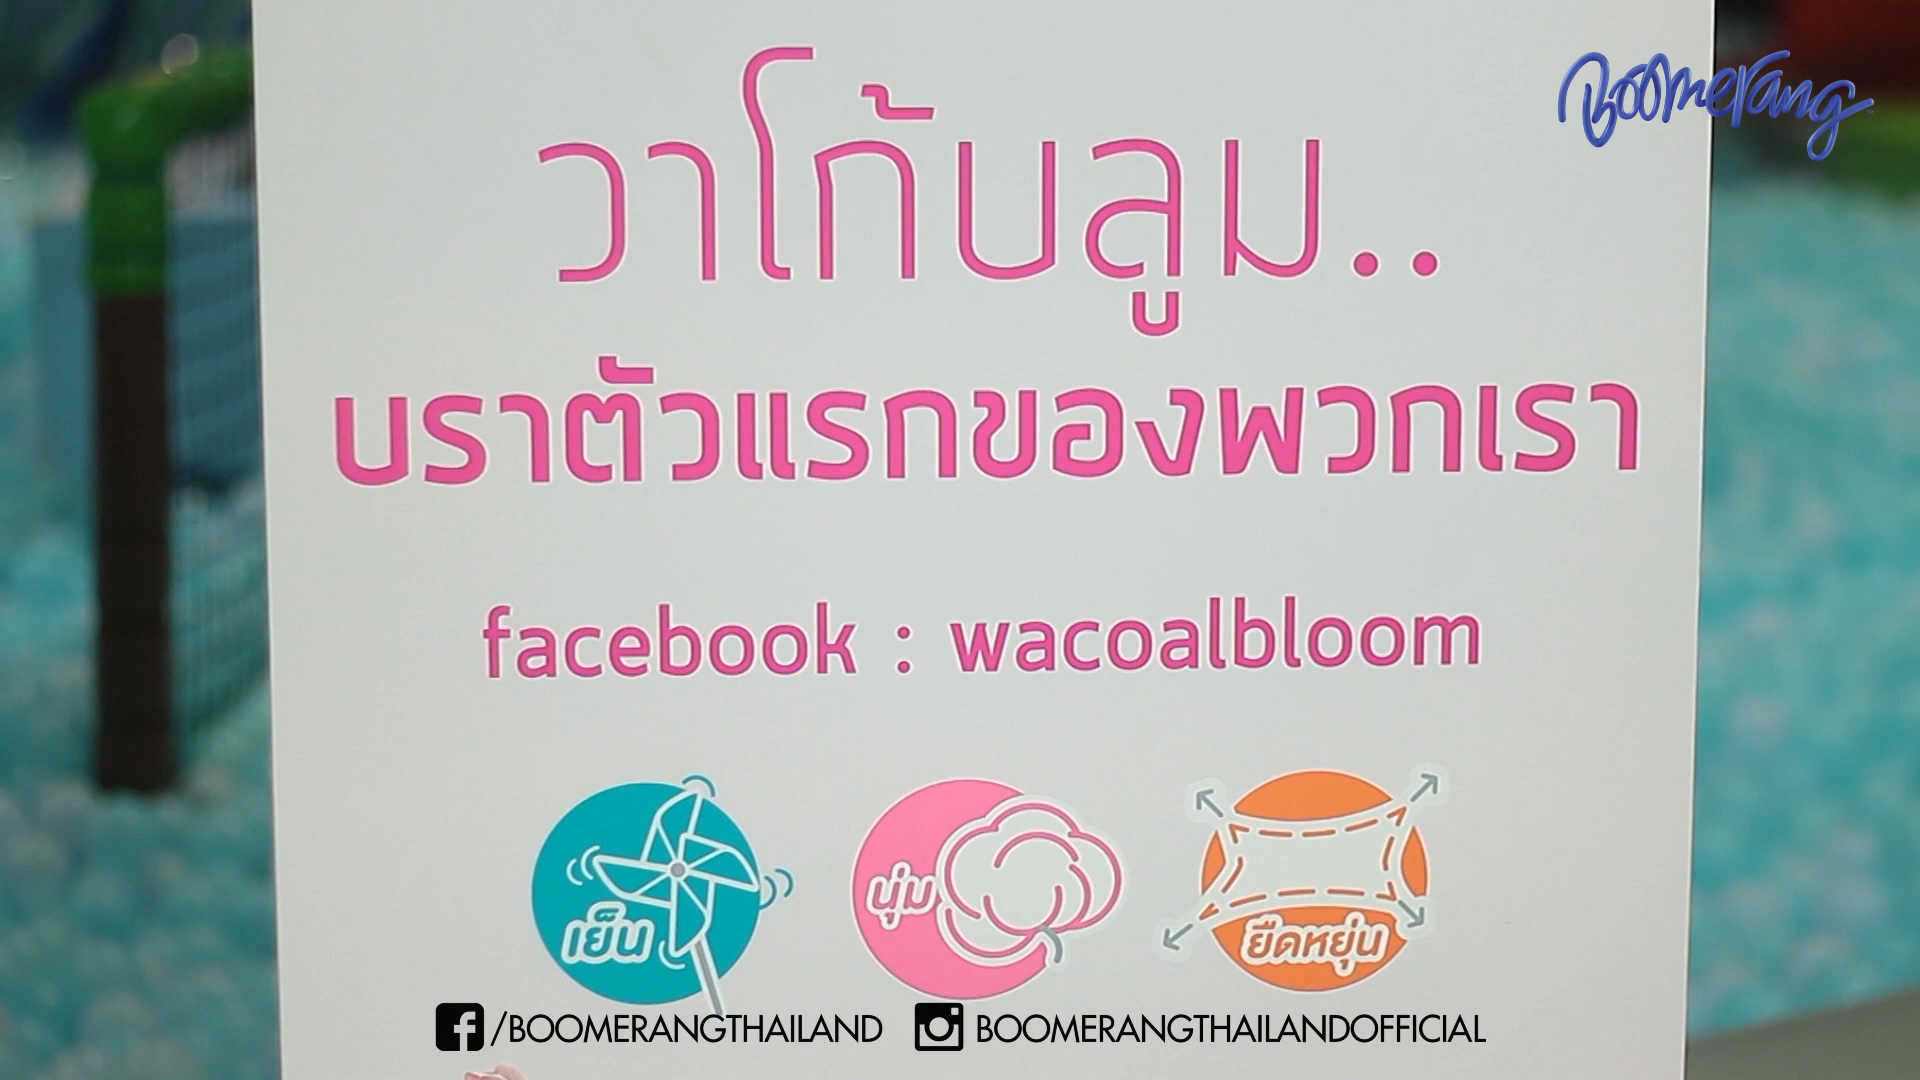 Boomerang
วาโก้บลูม..
บราตัวแรกของพวกเรา
facebook : wacoalbloom
เย็น
นุ่ม
ยืดหยุ่น
/BOOMERANGTHAILAND BOOMERANGTHAILANDOFFICIAL